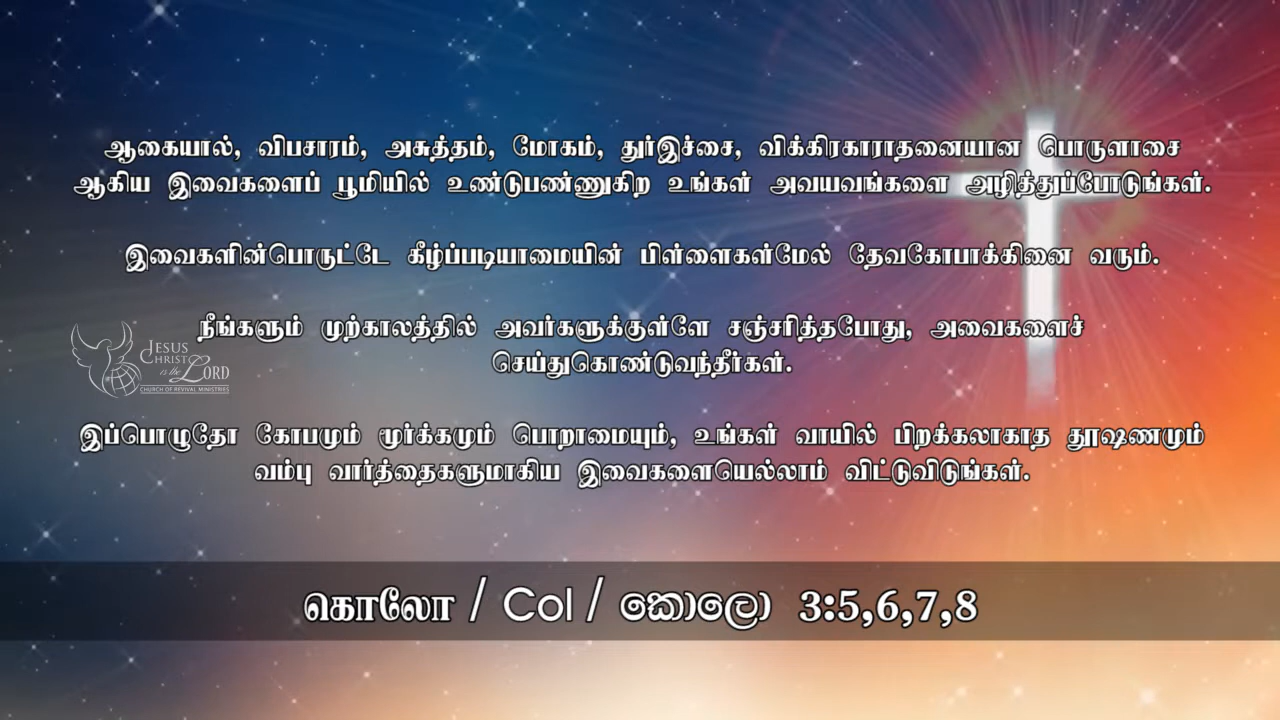 ஆகையால், விபசாரம், அசுத்தம், மோகம், துர்இச்சை, விக்கிரகாராதனையான பொருளாசை
ஆகிய இவைகளைப் பூமியில் உண்டுபண்ணுகிற உங்கள் அவயவங்களை அழித்துப்போடுங்கள்.
இவைகளின்பொருட்டே கீழ்ப்படியாமையின் பிள்ளைகள்மேல் தேவகோபாக்கினை வரும்.
நீங்களும் முற்காலத்தில் அவர்களுக்குள்ளே சஞ்சரித்தபோது, அவைகளைச்
செய்துகொண்டுவந்தீர்கள்.
JESUS
CHRIST
is the LORD
CHURCH OF REVIVAL MINISTRIES
இப்பொழுதோ கோபமும் மூர்க்கமும் பொறாமையும், உங்கள் வாயில் பிறக்கலாகாத தூஷணமும்
வம்பு வார்த்தைகளுமாகிய இவைகளையெல்லாம் விட்டுவிடுங்கள்.
கொலோ / Col / කොලො 3:5,6,7,8